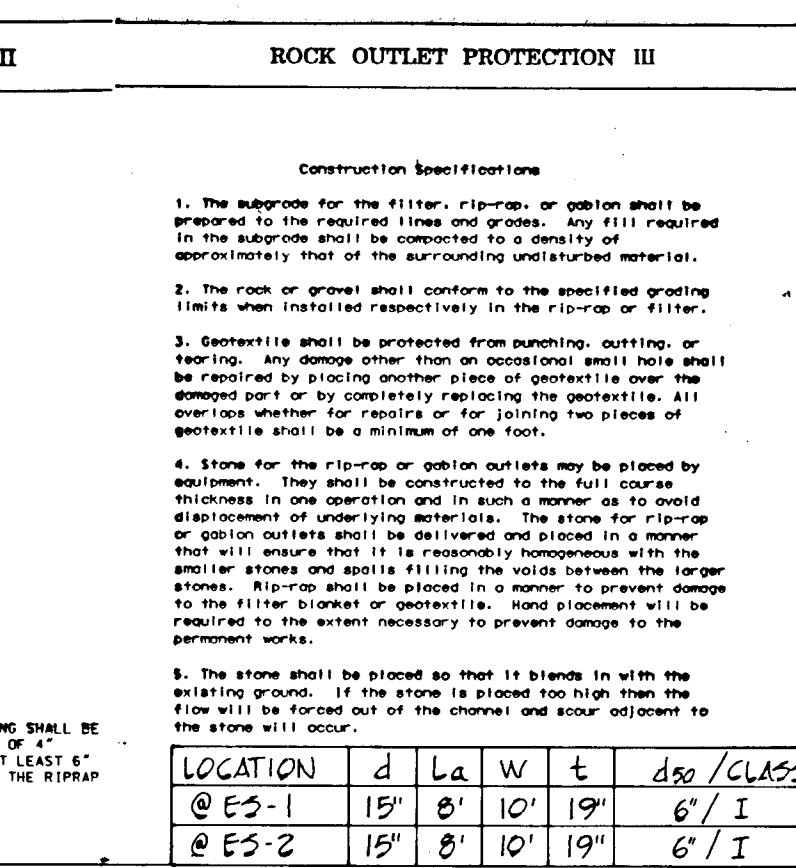 II
ROCK OUTLET PROTECTION III
Construction Specifications
1. The subgrade for the filter, rip-rap, or gabion shall be
prepared to the required lines and grades. Any fill required
in the subgrade shall be compacted to a density of
approximately that of the surrounding undisturbed material.
2. The rock or gravel shall conform to the specified grading
limits when installed respectively in the rip-rap or filter.
3. Geotextile shall be protected from punching, cutting, or
tearing. Any damage other than an occasional small hole shall
be repaired by placing another piece of geotextile over the
damaged part or by completely replacing the geotextile. All
overlaps whether for repairs or for joining two pieces of
geotextile shall be a minimum of one foot.
4. Stone for the rip-rap or gabion outlets may be placed by
equipment. They shall be constructed to the full course
thickness in one operation and in such a manner as to avoid
displacement of underlying materials. The stone for rip-rap
or gabion outlets shall be delivered and placed in a manner
that will ensure that it is reasonably homogeneous with the
smaller stones and spalls filling the voids between the larger
stones. Rip-rap shall be placed in a manner to prevent damage
to the filter blanket or geotextile. Hand placement will be
required to the extent necessary to prevent damage to the
permanent works.
5. The stone shall be placed so that it blends in with the
existing ground. If the stone is placed too high then the
flow will be forced out of the channel and scour adjacent to
the stone will occur.
NG SHALL BE
OF 4"
T LEAST 6"
THE RIPRAP
LOCATION d La W t d50 / CLASS
@ ES-1 15" 8' 10' 19" 6" / I
@ ES-2 15" 8' 10' 19" 6" / I